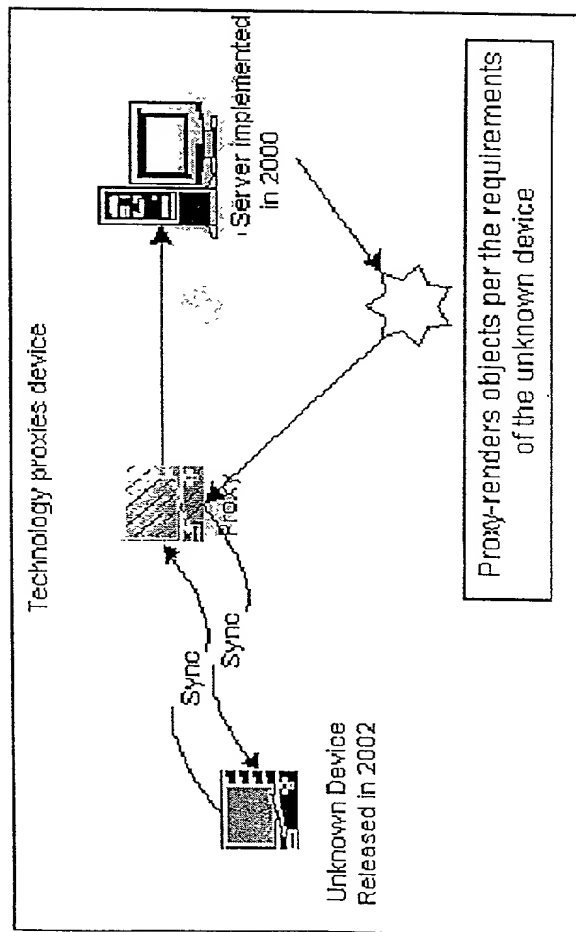 Technology proxies device
Server Implemented
in 2000
Proxy
Sync
Sync
Unknown Device
Released in 2002
Proxy-renders objects per the requirements
of the unknown device